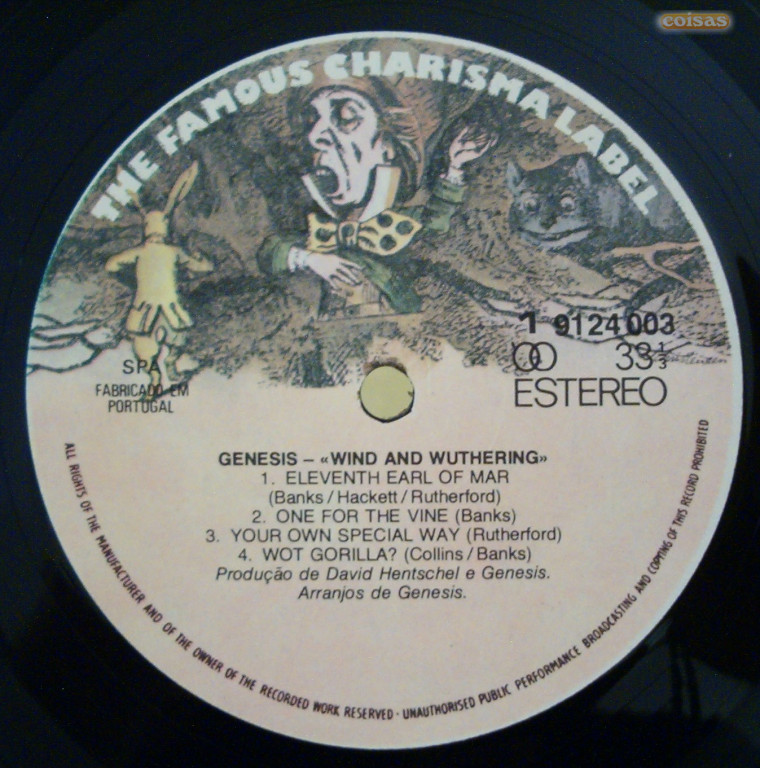 coisas
THE FAMOUS CHARISMA LABEL
1 9124 003
33 1/3
ESTEREO
SPA
FABRICADO EM
PORTUGAL
GENESIS – «WIND AND WUTHERING»
1. ELEVENTH EARL OF MAR
(Banks / Hackett / Rutherford)
2. ONE FOR THE VINE (Banks)
3. YOUR OWN SPECIAL WAY (Rutherford)
4. WOT GORILLA? (Collins / Banks)
Produção de David Hentschel e Genesis.
Arranjos de Genesis.
ALL RIGHTS OF THE MANUFACTURER AND OF THE OWNER OF THE RECORDED WORK RESERVED · UNAUTHORISED PUBLIC PERFORMANCE BROADCASTING AND COPYING OF THIS RECORD PROHIBITED